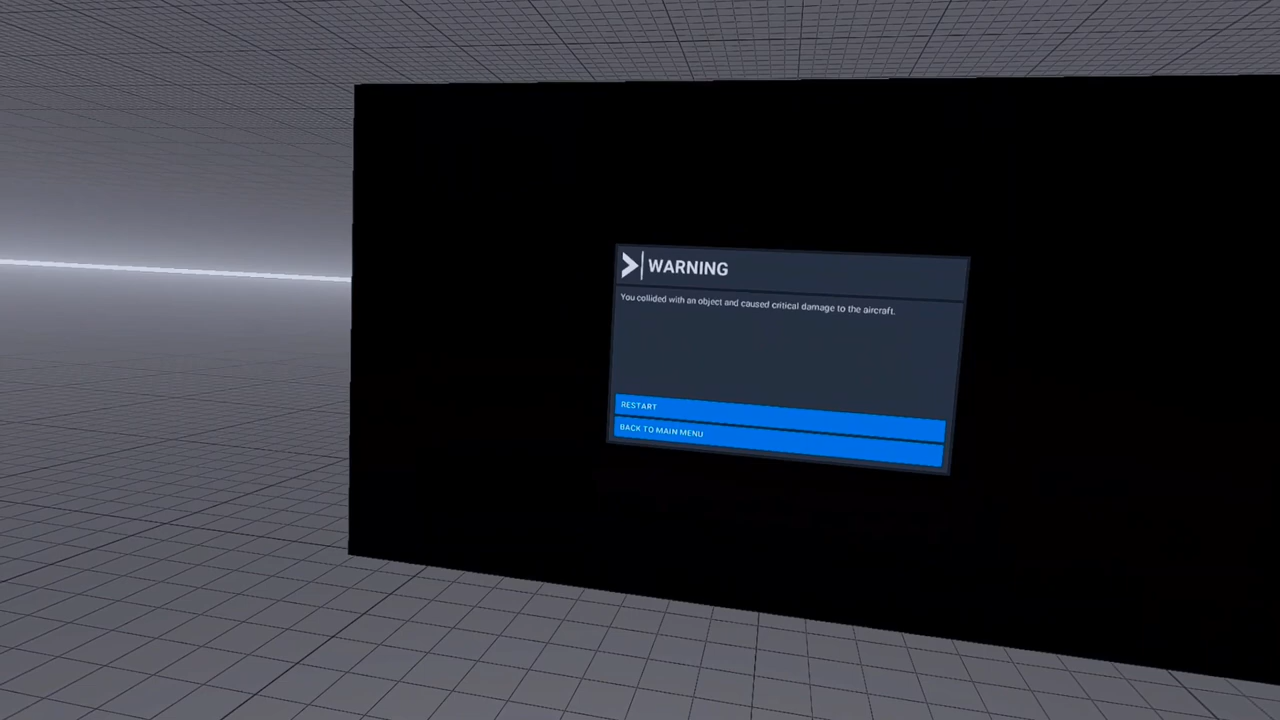 WARNING
You collided with an object and caused critical damage to the aircraft.
RESTART
BACK TO MAIN MENU